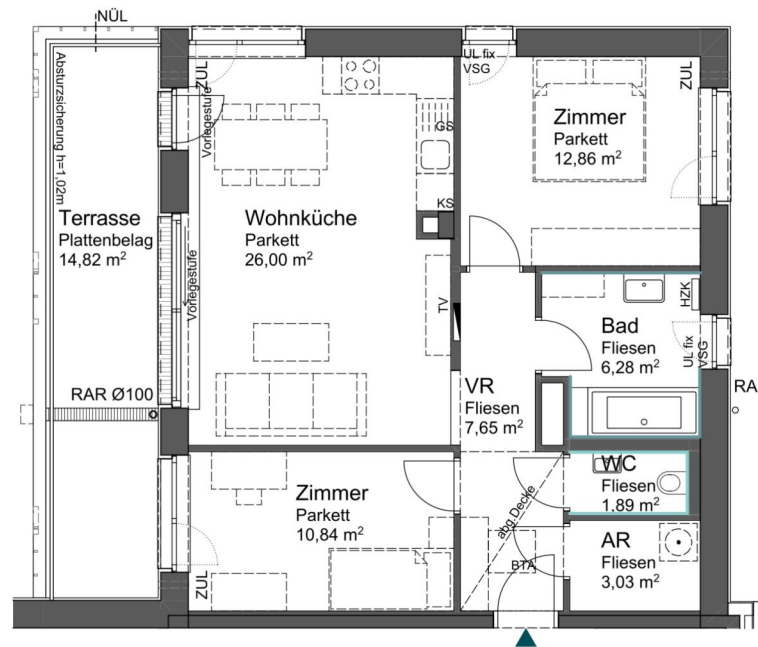 NÜL
Absturzsicherung h=1,02m
ZUL
Vorlegestufe
UL fix
VSG
ZUL
Zimmer
Parkett
12,86 m²
GS
KS
Terrasse
Plattenbelag
14,82 m²
Wohnküche
Parkett
26,00 m²
Vorlegestufe
TV
HZK
Bad
Fliesen
6,28 m²
UL fix
VSG
RAR Ø100
VR
Fliesen
7,65 m²
RA
WC
Fliesen
1,89 m²
Zimmer
Parkett
10,84 m²
abg.Decke
AR
Fliesen
3,03 m²
BTA
ZUL